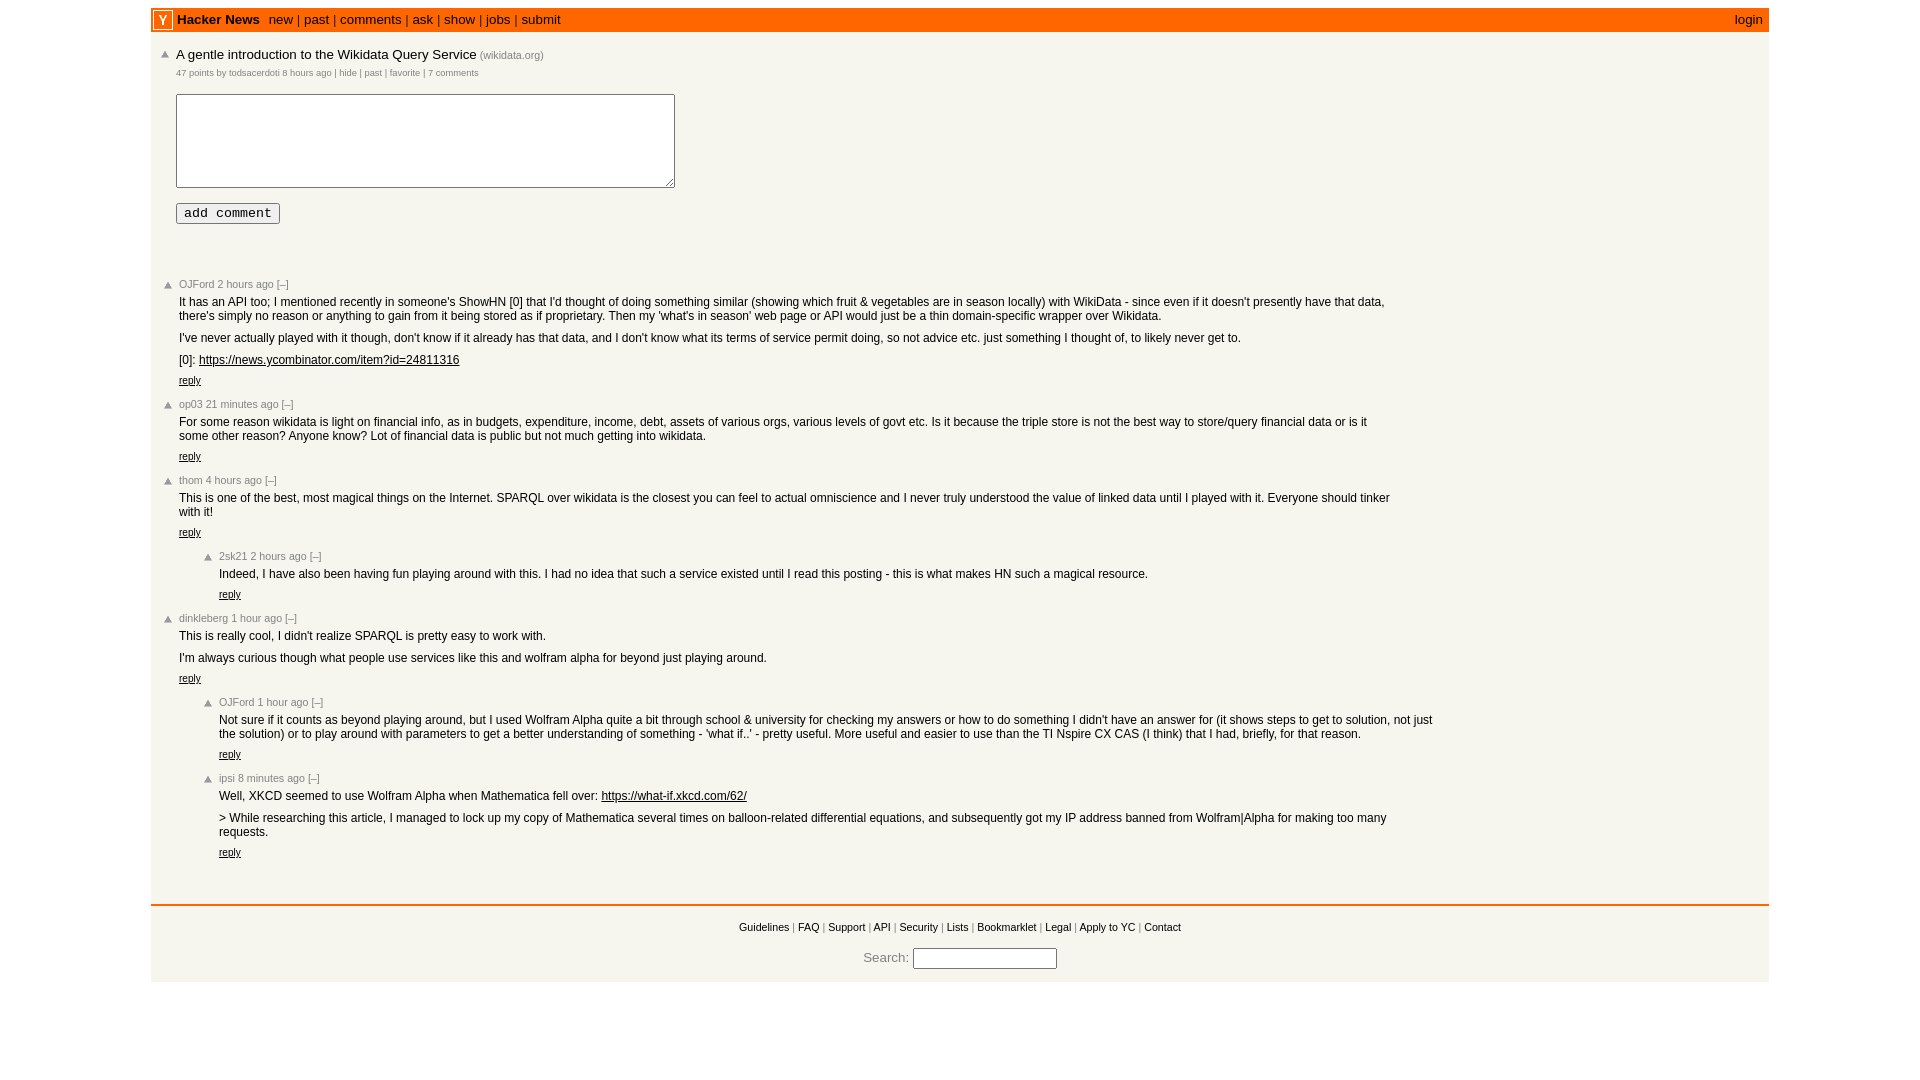 Y Hacker News new | past | comments | ask | show | jobs | submit login
A gentle introduction to the Wikidata Query Service (wikidata.org)
47 points by todsacerdoti 8 hours ago | hide | past | favorite | 7 comments
add comment
OJFord 2 hours ago [–]
It has an API too; I mentioned recently in someone's ShowHN [0] that I'd thought of doing something similar (showing which fruit & vegetables are in season locally) with WikiData - since even if it doesn't presently have that data,
there's simply no reason or anything to gain from it being stored as if proprietary. Then my 'what's in season' web page or API would just be a thin domain-specific wrapper over Wikidata.
I've never actually played with it though, don't know if it already has that data, and I don't know what its terms of service permit doing, so not advice etc. just something I thought of, to likely never get to.
[0]: https://news.ycombinator.com/item?id=24811316
reply
op03 21 minutes ago [–]
For some reason wikidata is light on financial info, as in budgets, expenditure, income, debt, assets of various orgs, various levels of govt etc. Is it because the triple store is not the best way to store/query financial data or is it
some other reason? Anyone know? Lot of financial data is public but not much getting into wikidata.
reply
thom 4 hours ago [–]
This is one of the best, most magical things on the Internet. SPARQL over wikidata is the closest you can feel to actual omniscience and I never truly understood the value of linked data until I played with it. Everyone should tinker
with it!
reply
2sk21 2 hours ago [–]
Indeed, I have also been having fun playing around with this. I had no idea that such a service existed until I read this posting - this is what makes HN such a magical resource.
reply
dinkleberg 1 hour ago [–]
This is really cool, I didn't realize SPARQL is pretty easy to work with.
I'm always curious though what people use services like this and wolfram alpha for beyond just playing around.
reply
OJFord 1 hour ago [–]
Not sure if it counts as beyond playing around, but I used Wolfram Alpha quite a bit through school & university for checking my answers or how to do something I didn't have an answer for (it shows steps to get to solution, not just
the solution) or to play around with parameters to get a better understanding of something - 'what if..' - pretty useful. More useful and easier to use than the TI Nspire CX CAS (I think) that I had, briefly, for that reason.
reply
ipsi 8 minutes ago [–]
Well, XKCD seemed to use Wolfram Alpha when Mathematica fell over: https://what-if.xkcd.com/62/
> While researching this article, I managed to lock up my copy of Mathematica several times on balloon-related differential equations, and subsequently got my IP address banned from Wolfram|Alpha for making too many
requests.
reply
Guidelines | FAQ | Support | API | Security | Lists | Bookmarklet | Legal | Apply to YC | Contact
Search: